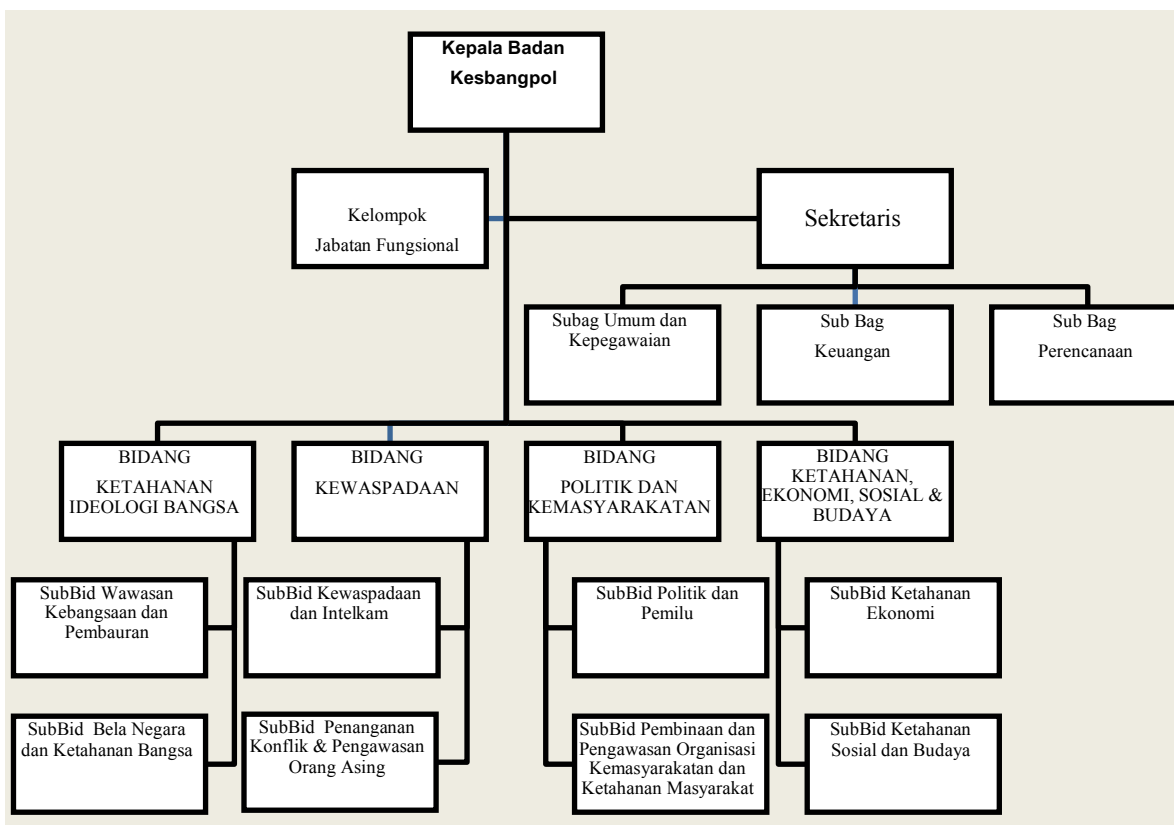 Kepala Badan
Kesbangpol
Kelompok
Jabatan Fungsional
Sekretaris
Subag Umum dan
Kepegawaian
Sub Bag
Keuangan
Sub Bag
Perencanaan
BIDANG
KETAHANAN
IDEOLOGI BANGSA
BIDANG
KEWASPADAAN
BIDANG
POLITIK DAN
KEMASYARAKATAN
BIDANG
KETAHANAN,
EKONOMI, SOSIAL &
BUDAYA
SubBid Wawasan
Kebangsaan dan
Pembauran
SubBid Kewaspadaan
dan Intelkam
SubBid Politik dan
Pemilu
SubBid Ketahanan
Ekonomi
SubBid Bela Negara
dan Ketahanan Bangsa
SubBid Penanganan
Konflik & Pengawasan
Orang Asing
SubBid Pembinaan dan
Pengawasan Organisasi
Kemasyarakatan dan
Ketahanan Masyarakat
SubBid Ketahanan
Sosial dan Budaya